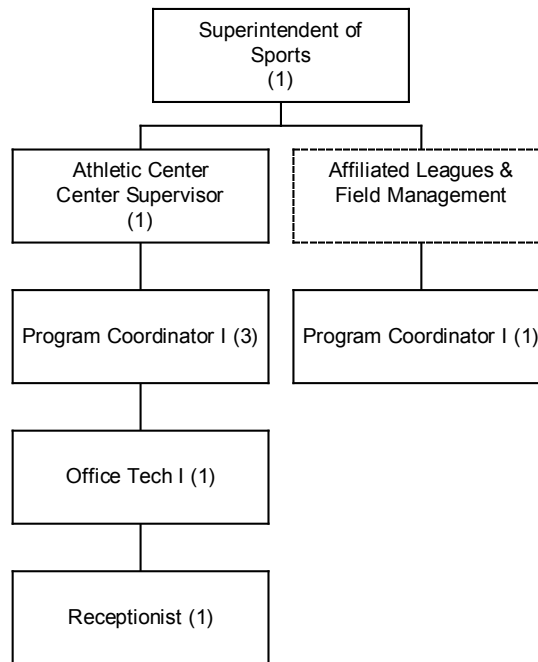 Superintendent of
Sports
(1)
Athletic Center
Center Supervisor
(1)
Affiliated Leagues &
Field Management
Program Coordinator I (3)
Program Coordinator I (1)
Office Tech I (1)
Receptionist (1)